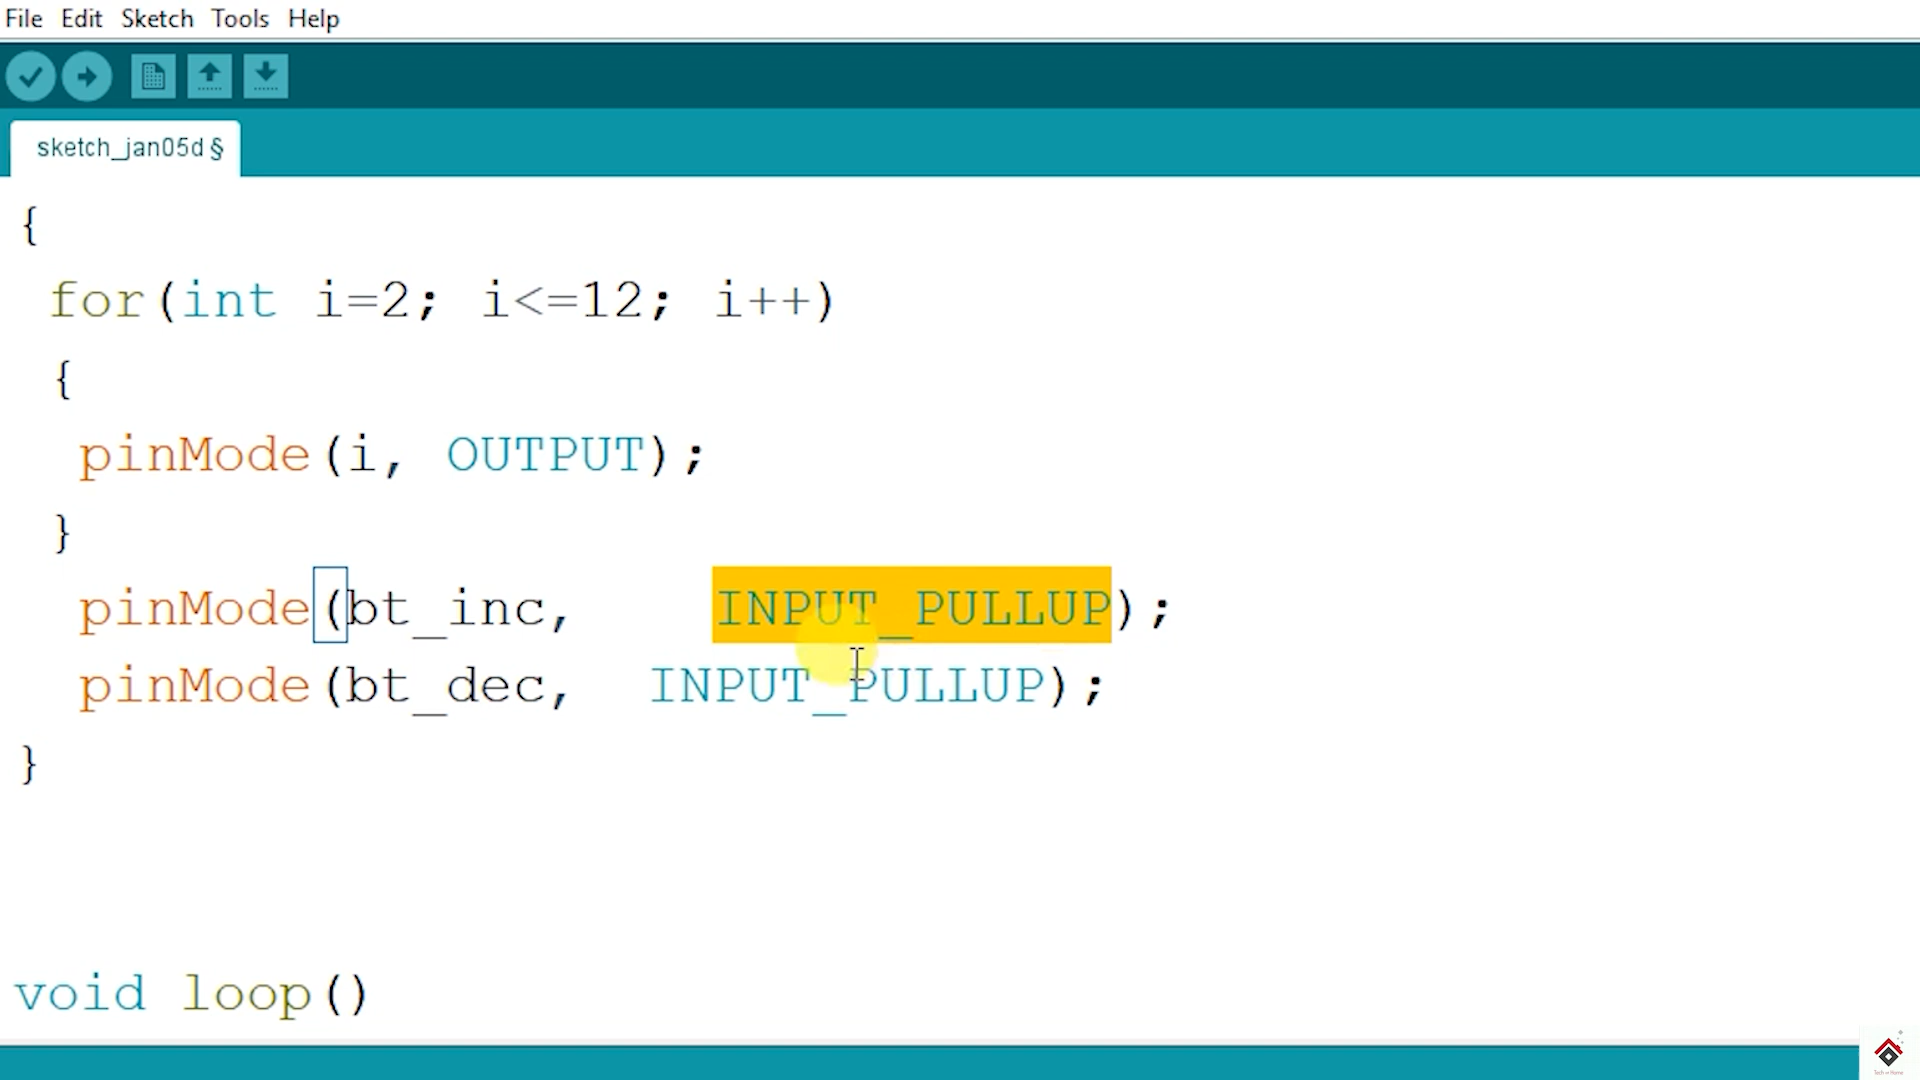 File Edit Sketch Tools Help
sketch_jan05d §
{
for(int i=2; i<=12; i++)
{
pinMode(i, OUTPUT);
}
pinMode(bt_inc, INPUT_PULLUP);
pinMode(bt_dec, INPUT_PULLUP);
}
void loop()